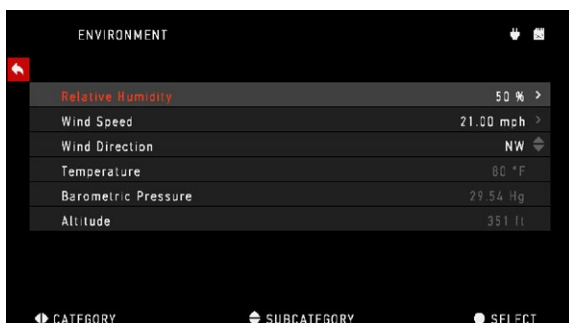 ENVIRONMENT
Relative Humidity 50 % >
Wind Speed 21.00 mph >
Wind Direction NW
Temperature 80 °F
Barometric Pressure 29.54 Hg
Altitude 351 ft
CATEGORY SUBCATEGORY SELECT